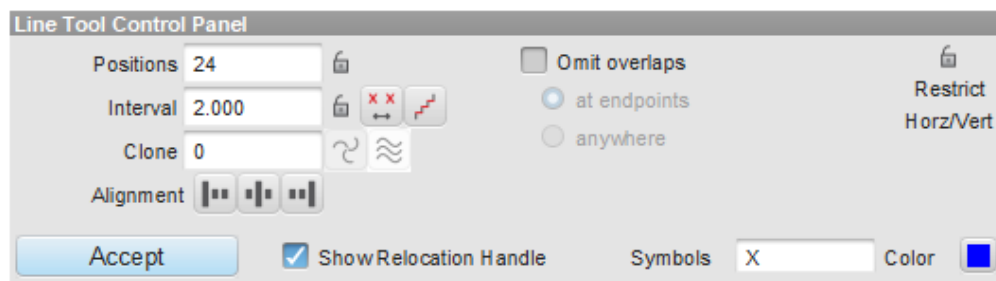 Line Tool Control Panel
Positions 24
Omit overlaps
Restrict
Horz/Vert
Interval 2.000
at endpoints
anywhere
Clone 0
Alignment
Accept
Show Relocation Handle
Symbols X
Color